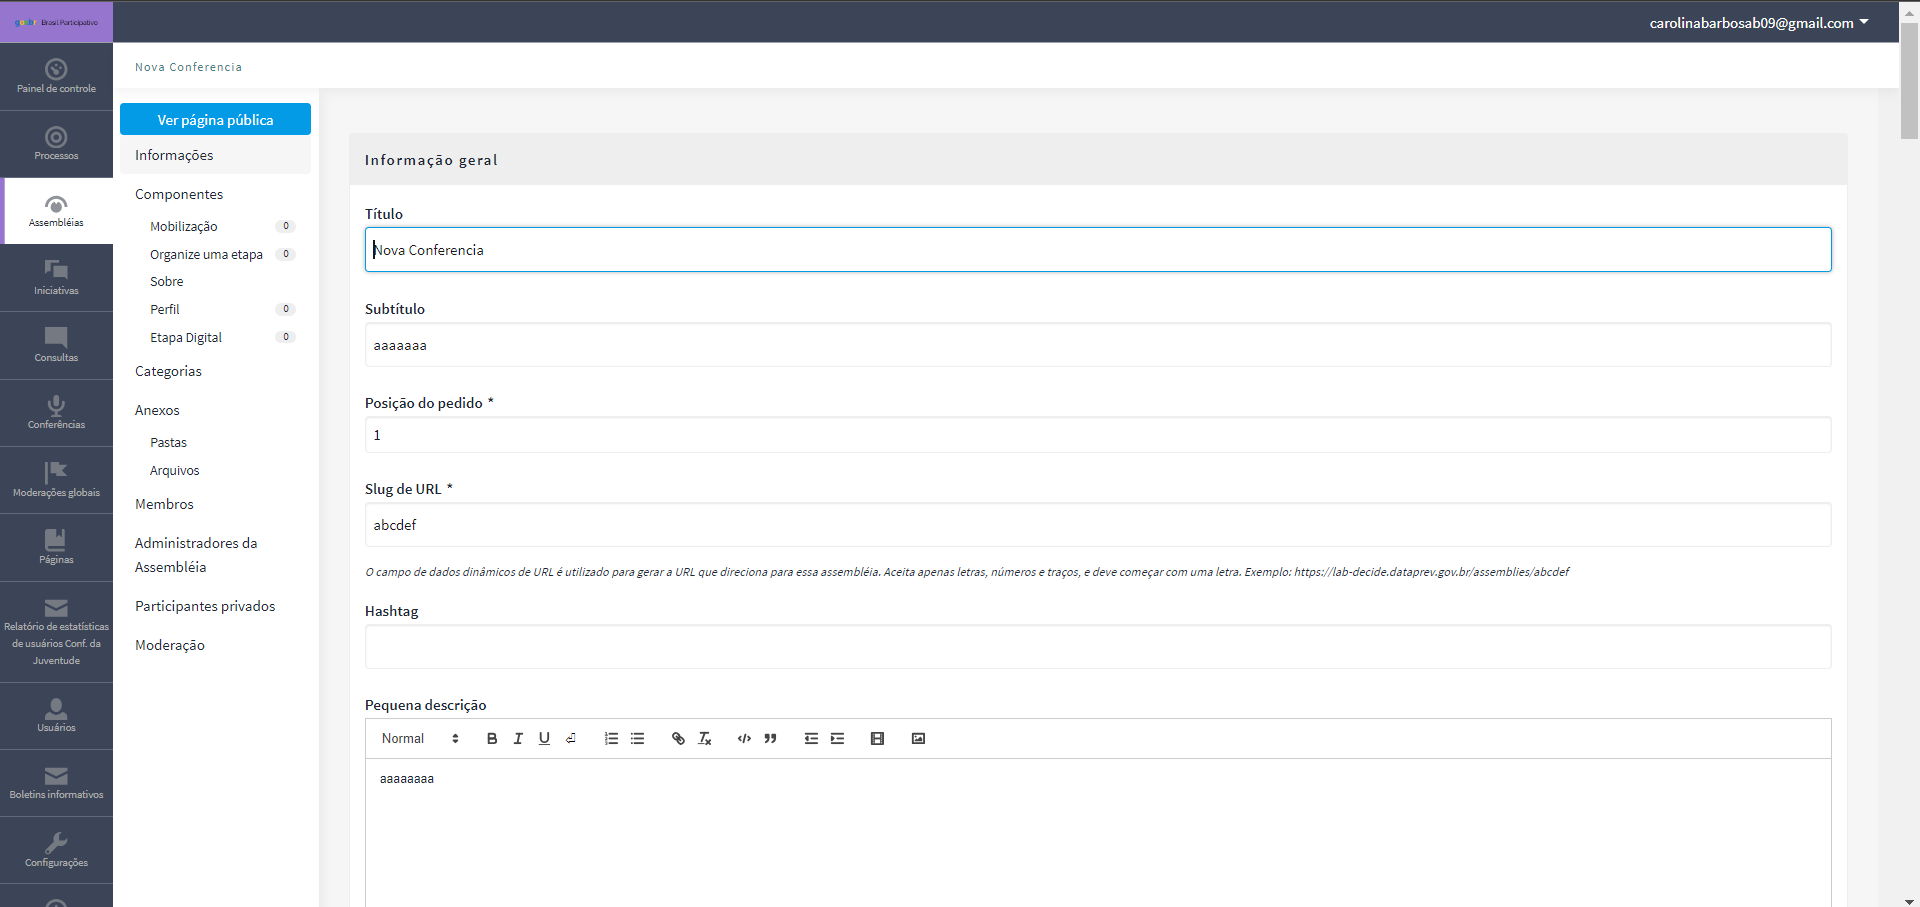 gov.br Brasil Participativo
carolinabarbosab09@gmail.com
Painel de controle
Processos
Assembléias
Iniciativas
Consultas
Conferências
Moderações globais
Páginas
Relatório de estatísticas
de usuários Conf. da
Juventude
Usuários
Boletins informativos
Configurações
Nova Conferencia
Ver página pública
Informações
Componentes
Mobilização 0
Organize uma etapa 0
Sobre
Perfil 0
Etapa Digital 0
Categorias
Anexos
Pastas
Arquivos
Membros
Administradores da
Assembléia
Participantes privados
Moderação
Informação geral
Título
Nova Conferencia
Subtítulo
aaaaaaa
Posição do pedido *
1
Slug de URL *
abcdef
O campo de dados dinâmicos de URL é utilizado para gerar a URL que direciona para essa assembléia. Aceita apenas letras, números e traços, e deve começar com uma letra. Exemplo: https://lab-decide.dataprev.gov.br/assemblies/abcdef
Hashtag
Pequena descrição
Normal
aaaaaaaa